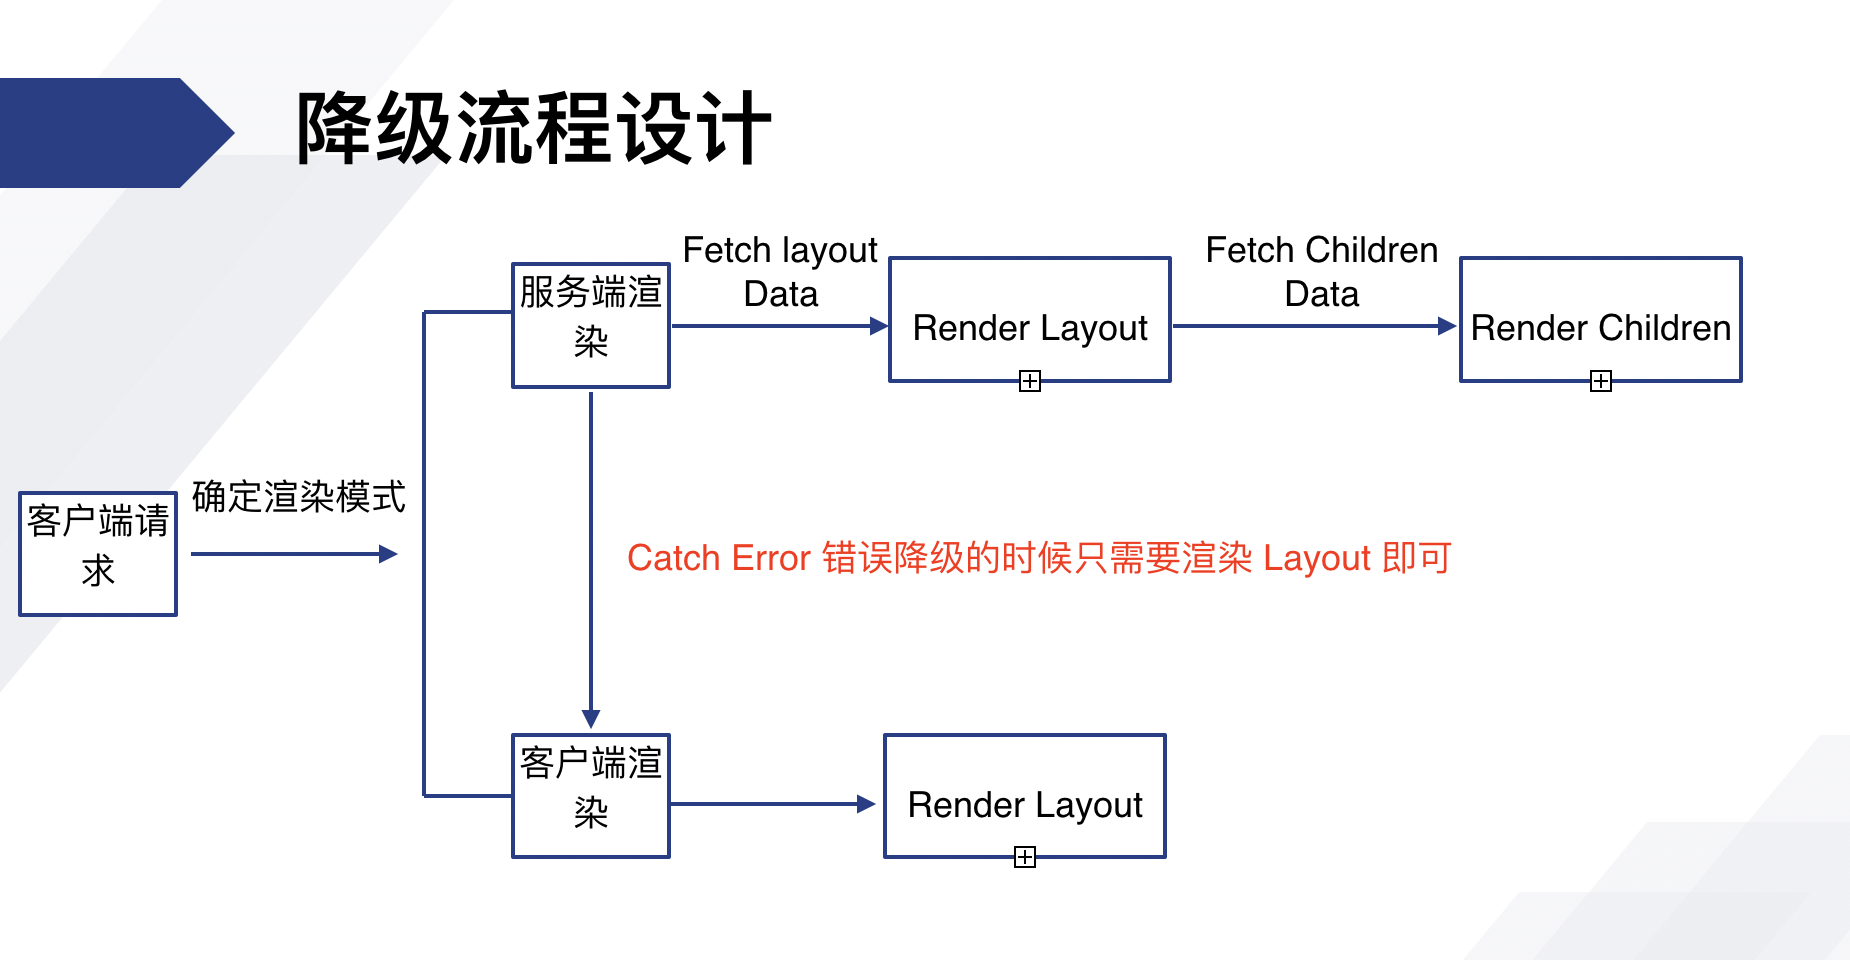 降级流程设计
Fetch layout
Data
Fetch Children
Data
服务端渲
染
Render Layout
Render Children
确定渲染模式
客户端请
求
Catch Error 错误降级的时候只需要渲染 Layout 即可
客户端渲
染
Render Layout